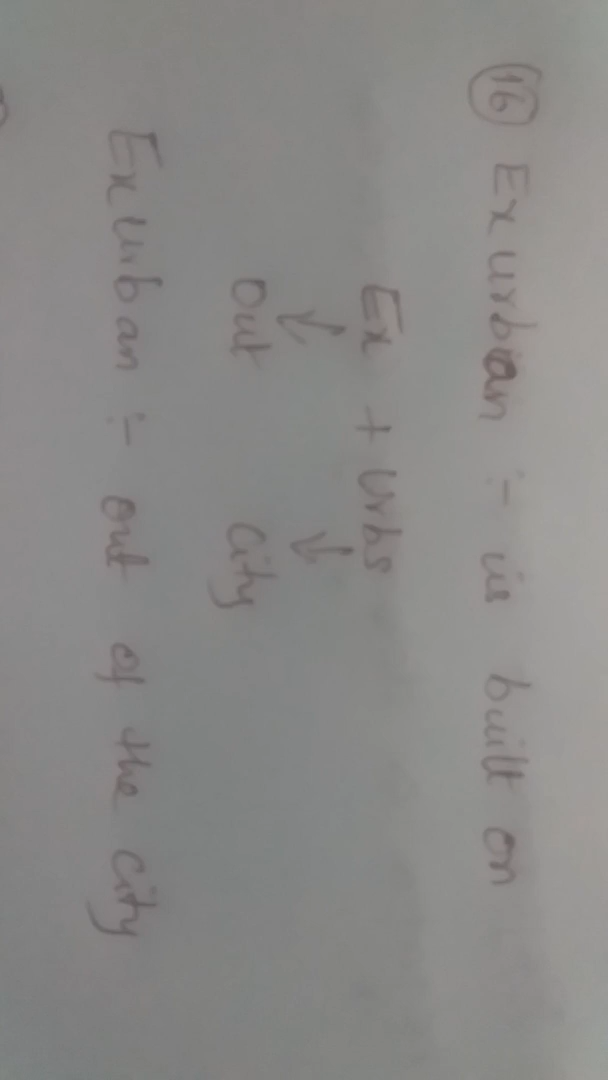 16 Exurban :- is built on
Ex + Urbs
↓ ↓
out city
Exurban :- out of the city